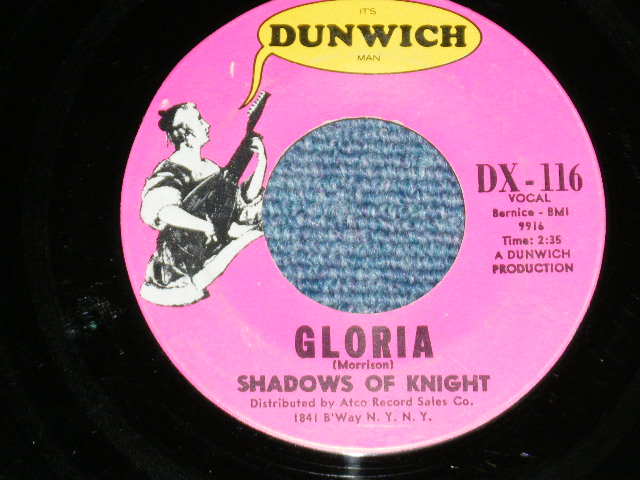 IT'S
DUNWICH
MAN
DX-116
VOCAL
Bernice - BMI
9916
Time: 2:35
A DUNWICH
PRODUCTION
GLORIA
(Morrison)
SHADOWS OF KNIGHT
Distributed by Atco Record Sales Co.
1841 B'Way N. Y. N. Y.